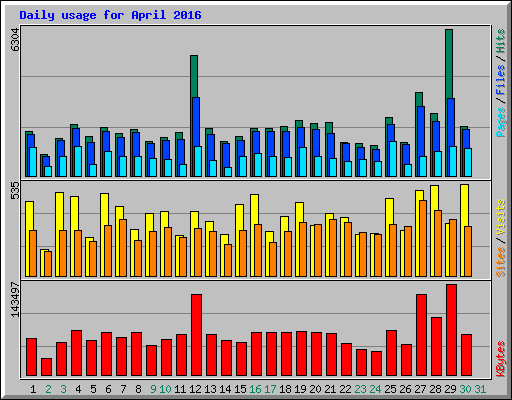 Daily usage for April 2016
6304
Pages / Files / Hits
535
Sites / Visits
143497
KBytes
1 2 3 4 5 6 7 8 9 10 11 12 13 14 15 16 17 18 19 20 21 22 23 24 25 26 27 28 29 30 31